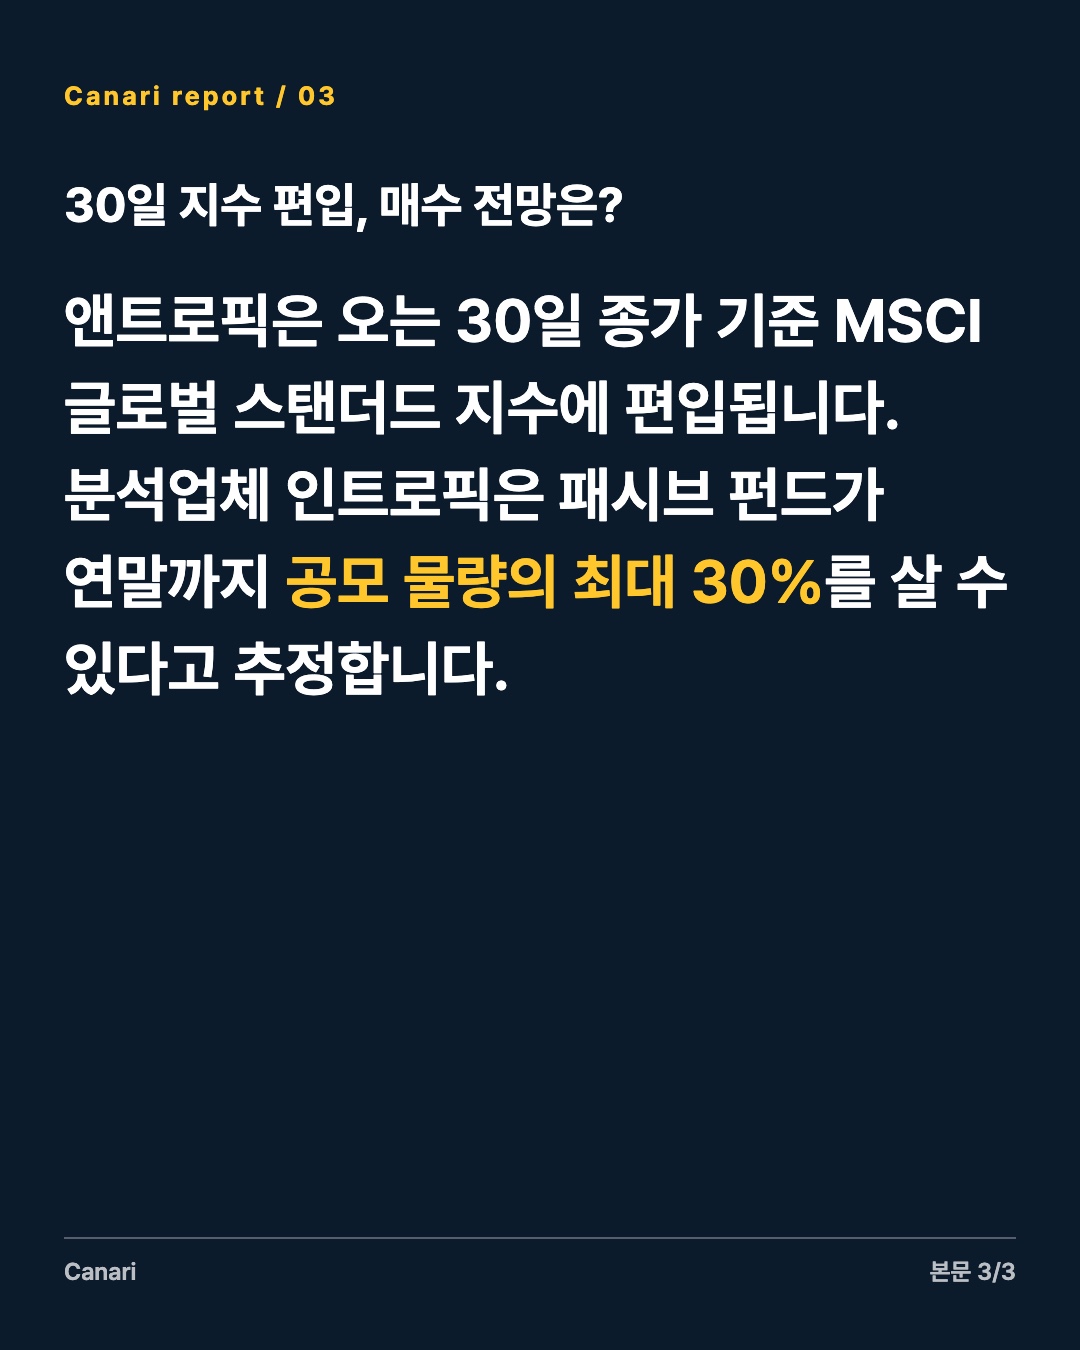 Canari report / 03
30일 지수 편입, 매수 전망은?
앤트로픽은 오는 30일 종가 기준 MSCI
글로벌 스탠더드 지수에 편입됩니다.
분석업체 인트로픽은 패시브 펀드가
연말까지 공모 물량의 최대 30%를 살 수
있다고 추정합니다.
Canari
본문 3/3